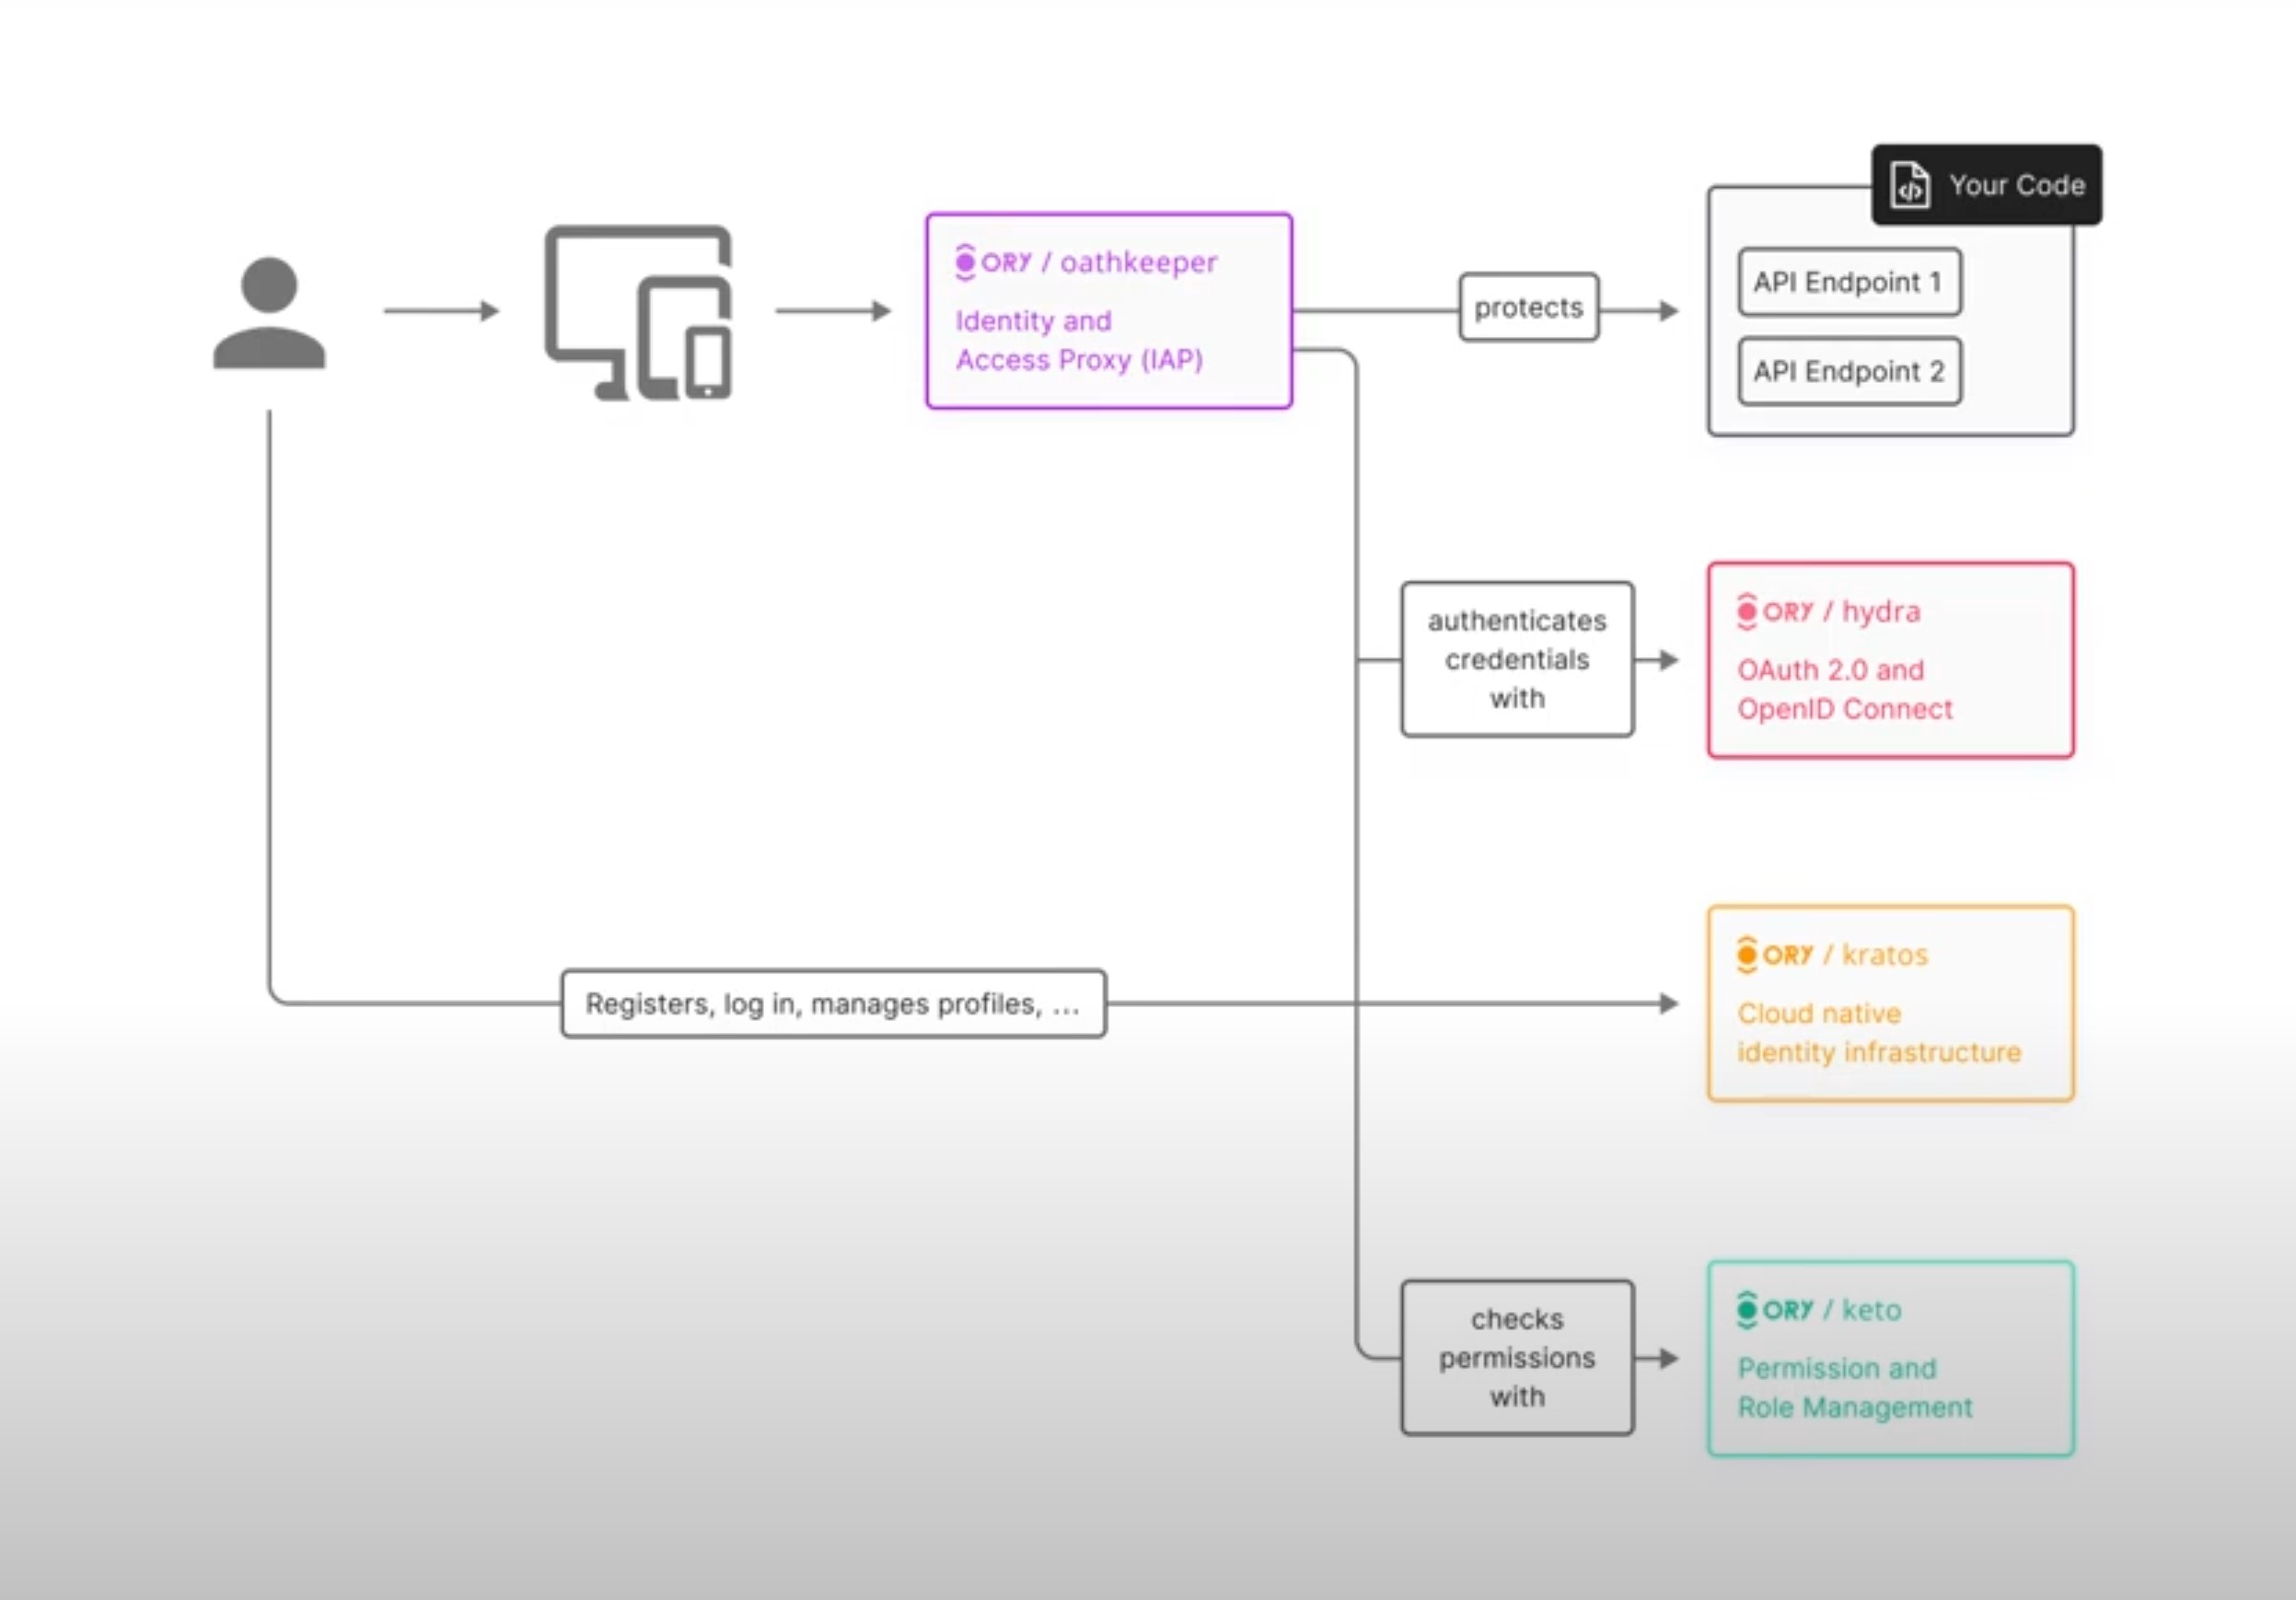 Your Code
ORY / oathkeeper
Identity and
Access Proxy (IAP)
protects
API Endpoint 1
API Endpoint 2
authenticates
credentials
with
ORY / hydra
OAuth 2.0 and
OpenID Connect
Registers, log in, manages profiles, ...
ORY / kratos
Cloud native
identity infrastructure
checks
permissions
with
ORY / keto
Permission and
Role Management